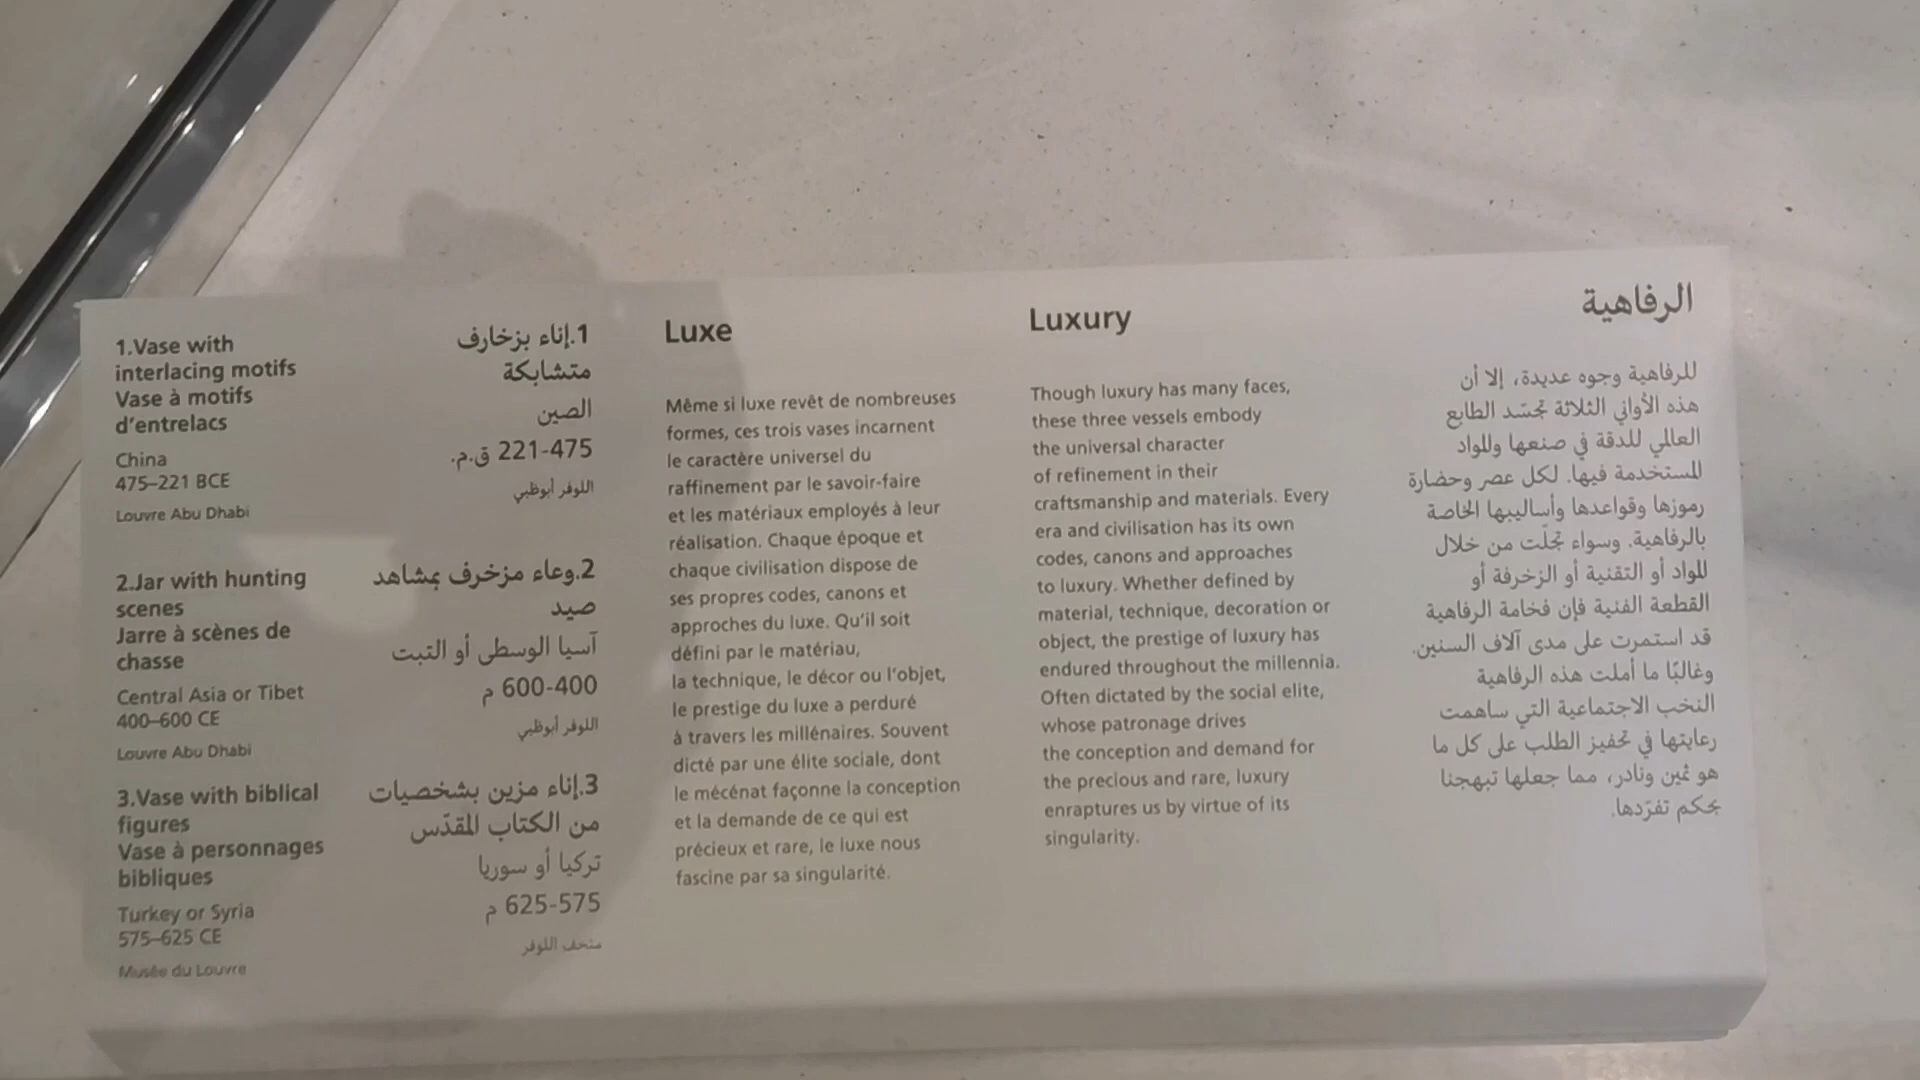 1.Vase with
interlacing motifs
Vase à motifs
d'entrelacs
China
475–221 BCE
Louvre Abu Dhabi
2.Jar with hunting
scenes
Jarre à scènes de
chasse
Central Asia or Tibet
400–600 CE
Louvre Abu Dhabi
3.Vase with biblical
figures
Vase à personnages
bibliques
Turkey or Syria
575–625 CE
Musée du Louvre
1.إناء بزخارف
متشابكة
الصين
221-475 ق.م.
اللوفر أبوظبي
2.وعاء مزخرف بمشاهد
صيد
آسيا الوسطى أو التبت
600-400 م
اللوفر أبوظبي
3.إناء مزين بشخصيات
من الكتاب المقدّس
تركيا أو سوريا
625-575 م
متحف اللوفر
Luxe
Même si luxe revêt de nombreuses
formes, ces trois vases incarnent
le caractère universel du
raffinement par le savoir-faire
et les matériaux employés à leur
réalisation. Chaque époque et
chaque civilisation dispose de
ses propres codes, canons et
approches du luxe. Qu'il soit
défini par le matériau,
la technique, le décor ou l'objet,
le prestige du luxe a perduré
à travers les millénaires. Souvent
dicté par une élite sociale, dont
le mécénat façonne la conception
et la demande de ce qui est
précieux et rare, le luxe nous
fascine par sa singularité.
Luxury
Though luxury has many faces,
these three vessels embody
the universal character
of refinement in their
craftsmanship and materials. Every
era and civilisation has its own
codes, canons and approaches
to luxury. Whether defined by
material, technique, decoration or
object, the prestige of luxury has
endured throughout the millennia.
Often dictated by the social elite,
whose patronage drives
the conception and demand for
the precious and rare, luxury
enraptures us by virtue of its
singularity.
الرفاهية
للرفاهية وجوه عديدة، إلا أن
هذه الأواني الثلاثة تجسّد الطابع
العالمي للدقة في صنعها وللمواد
المستخدمة فيها. لكل عصر وحضارة
رموزها وقواعدها وأساليبها الخاصة
بالرفاهية. وسواء تجلّت من خلال
المواد أو التقنية أو الزخرفة أو
القطعة الفنية فإن فخامة الرفاهية
قد استمرت على مدى آلاف السنين.
وغالبًا ما أملت هذه الرفاهية
النخب الاجتماعية التي ساهمت
رعايتها في تحفيز الطلب على كل ما
هو ثمين ونادر، مما جعلها تبهجنا
بحكم تفرّدها.